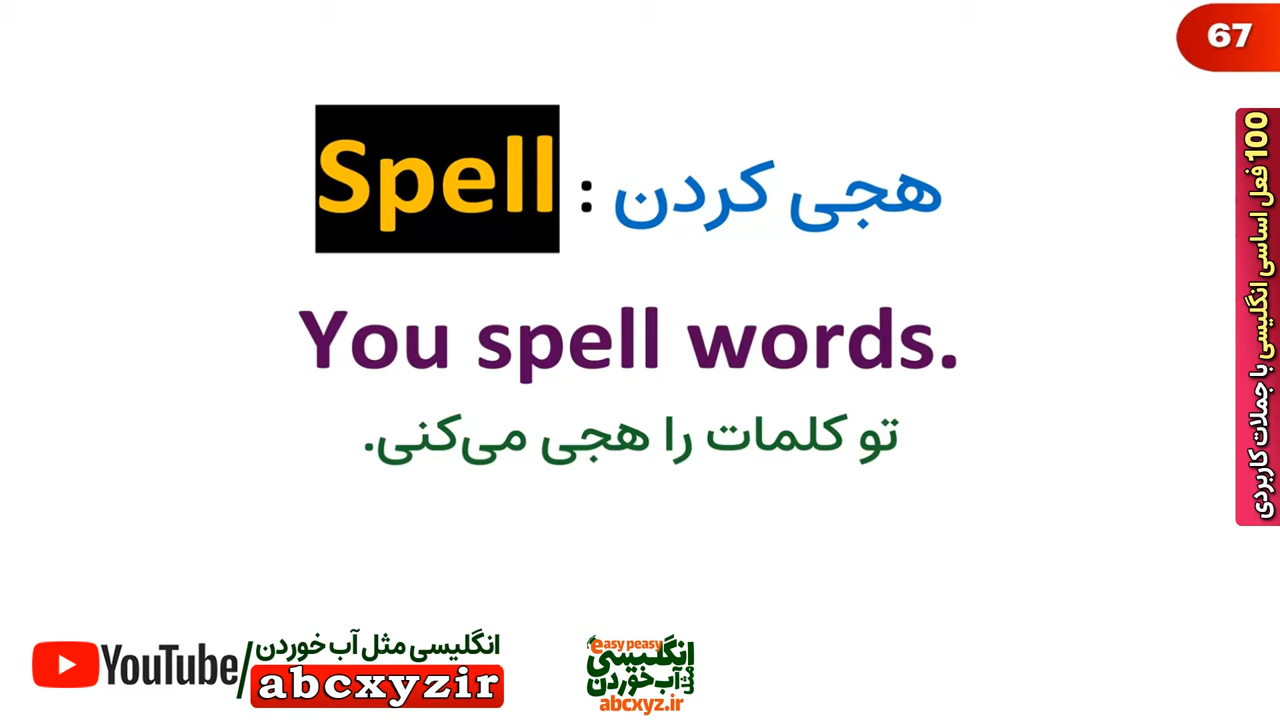 67
Spell : هجی کردن
You spell words.
تو کلمات را هجی می‌کنی.
100 فعل اساسی انگلیسی با جملات کاربردی
YouTube/
انگلیسی مثل آب خوردن
abcxyzir
easy peasy
انگلیسی
مثل
آب خوردن
abcxyz.ir